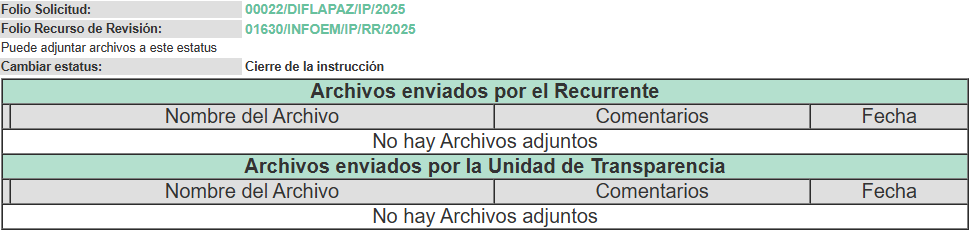 Folio Solicitud: 00022/DIFLAPAZ/IP/2025
Folio Recurso de Revisión: 01630/INFOEM/IP/RR/2025
Puede adjuntar archivos a este estatus
Cambiar estatus: Cierre de la instrucción
Archivos enviados por el Recurrente
Nombre del Archivo Comentarios Fecha
No hay Archivos adjuntos
Archivos enviados por la Unidad de Transparencia
Nombre del Archivo Comentarios Fecha
No hay Archivos adjuntos